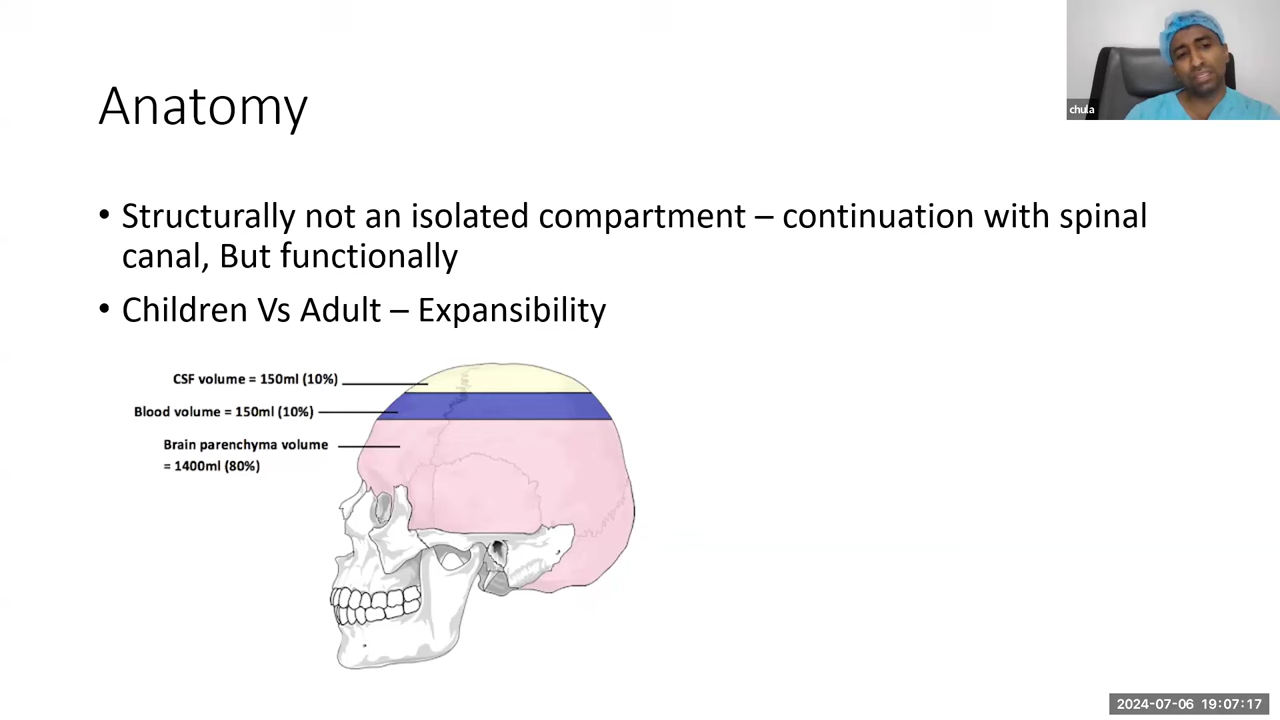 Anatomy
chula
• Structurally not an isolated compartment – continuation with spinal
canal, But functionally
• Children Vs Adult – Expansibility
CSF volume = 150ml (10%)
Blood volume = 150ml (10%)
Brain parenchyma volume
= 1400ml (80%)
2024-07-06 19:07:17